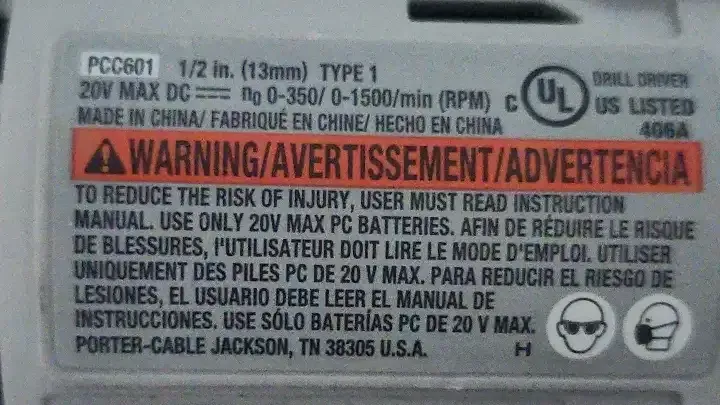 PCC601 1/2 in. (13mm) TYPE 1
20V MAX DC n0 0-350/ 0-1500/min (RPM)
MADE IN CHINA/ FABRIQUÉ EN CHINE/ HECHO EN CHINA
C UL US LISTED
DRILL DRIVER
406A
WARNING/AVERTISSEMENT/ADVERTENCIA
TO REDUCE THE RISK OF INJURY, USER MUST READ INSTRUCTION
MANUAL. USE ONLY 20V MAX PC BATTERIES. AFIN DE RÉDUIRE LE RISQUE
DE BLESSURES, l'UTILISATEUR DOIT LIRE LE MODE D'EMPLOI. UTILISER
UNIQUEMENT DES PILES PC DE 20 V MAX. PARA REDUCIR EL RIESGO DE
LESIONES, EL USUARIO DEBE LEER EL MANUAL DE
INSTRUCCIONES. USE SÓLO BATERÍAS PC DE 20 V MAX.
PORTER-CABLE JACKSON, TN 38305 U.S.A. H